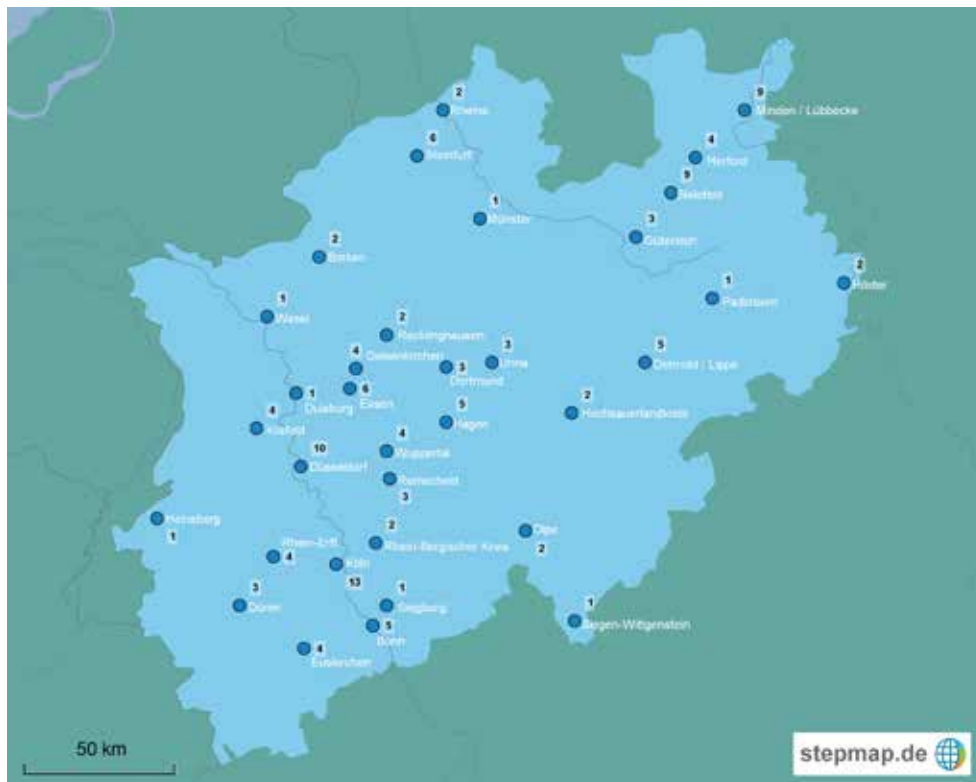 2
Rheine
9
Minden / Lübbecke
6
Steinfurt
4
Herford
9
Bielefeld
1
Münster
3
Gütersloh
2
Borken
2
Höxter
1
Paderborn
1
Wesel
2
Recklinghausen
4
Gelsenkirchen
3
Dortmund
3
Unna
5
Detmold / Lippe
1
Duisburg
6
Essen
5
Hagen
2
Hochsauerlandkreis
4
Krefeld
4
Wuppertal
10
Düsseldorf
Remscheid
3
Heinsberg
1
2
Rhein-Bergischer Kreis
Olpe
2
Rhein-Erft
4
Köln
13
3
Düren
1
Siegburg
5
Bonn
1
Siegen-Wittgenstein
4
Euskirchen
50 km
stepmap.de